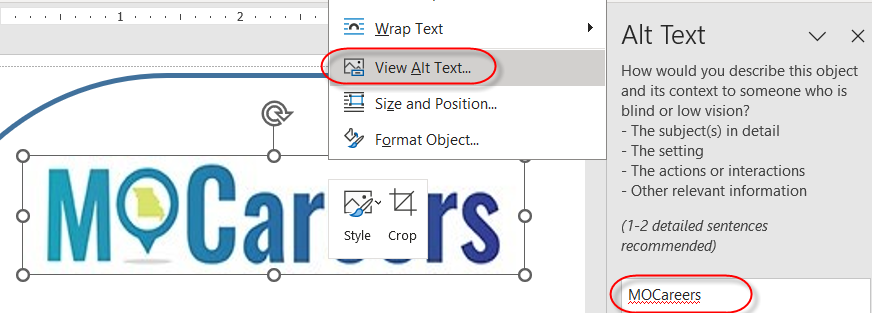 1
2
3
Wrap Text
View Alt Text...
Size and Position...
Format Object...
MOCareers
Style
Crop
Alt Text
How would you describe this object
and its context to someone who is
blind or low vision?
- The subject(s) in detail
- The setting
- The actions or interactions
- Other relevant information
(1-2 detailed sentences
recommended)
MOCareers